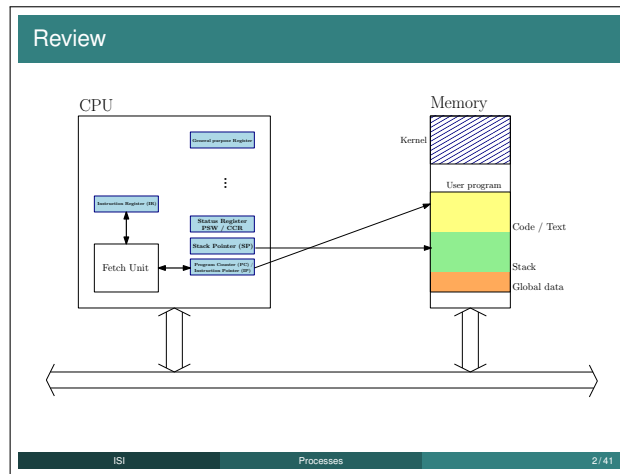 Review
CPU
Memory
General purpose Register
Kernel
User program
Instruction Register (IR)
Status Register
PSW / CCR
Code / Text
Stack Pointer (SP)
Fetch Unit
Program Counter (PC) /
Instruction Pointer (IP)
Stack
Global data
ISI
Processes
2/41